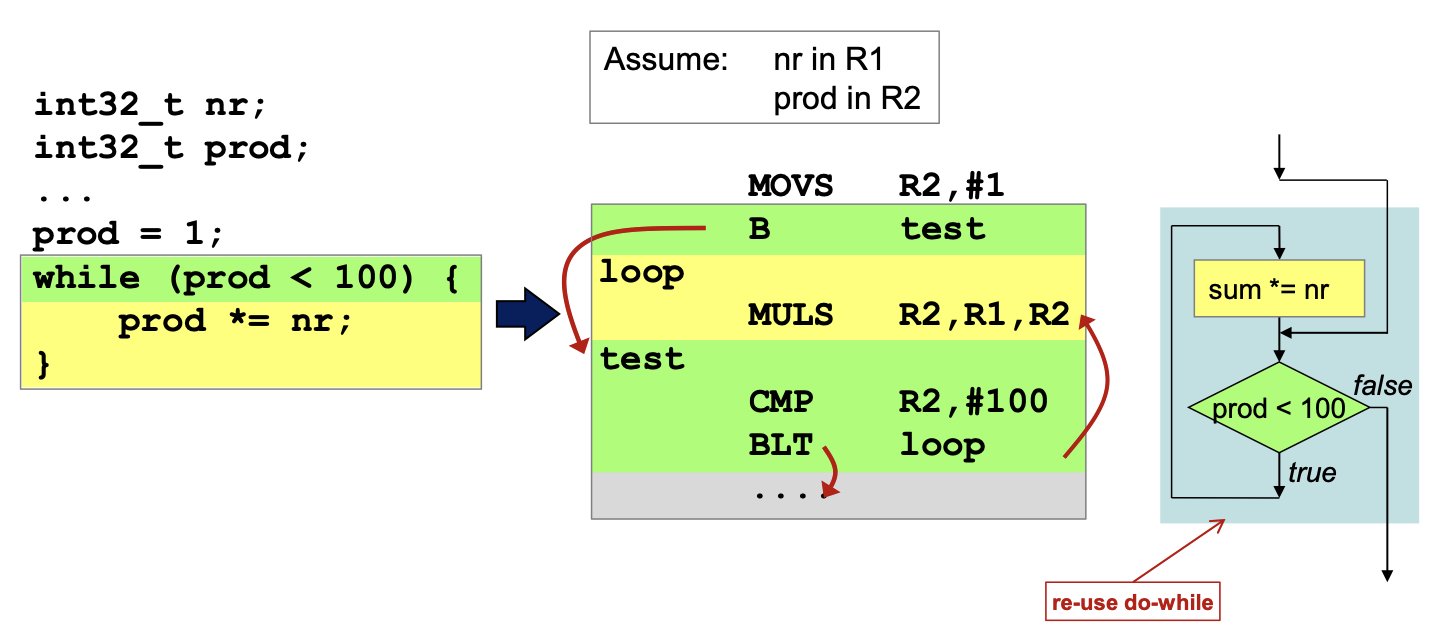 Assume: nr in R1
prod in R2
int32_t nr;
int32_t prod;
...
prod = 1;
while (prod < 100) {
prod *= nr;
}
MOVS R2,#1
B test
loop
MULS R2,R1,R2
test
CMP R2,#100
BLT loop
....
sum *= nr
prod < 100
false
true
re-use do-while